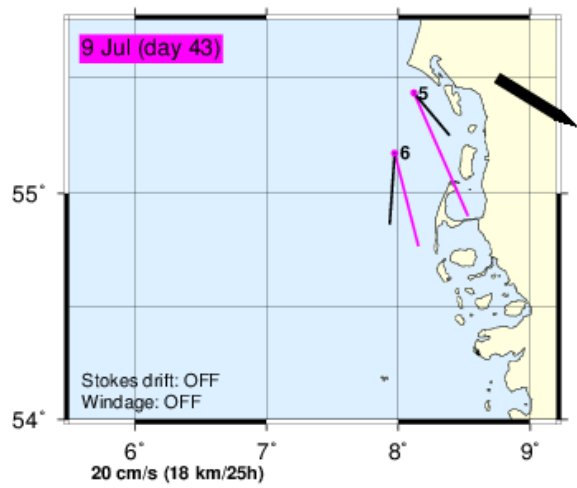 9 Jul (day 43)
5
6
55°
Stokes drift: OFF
Windage: OFF
54°
6° 7° 8° 9°
20 cm/s (18 km/25h)